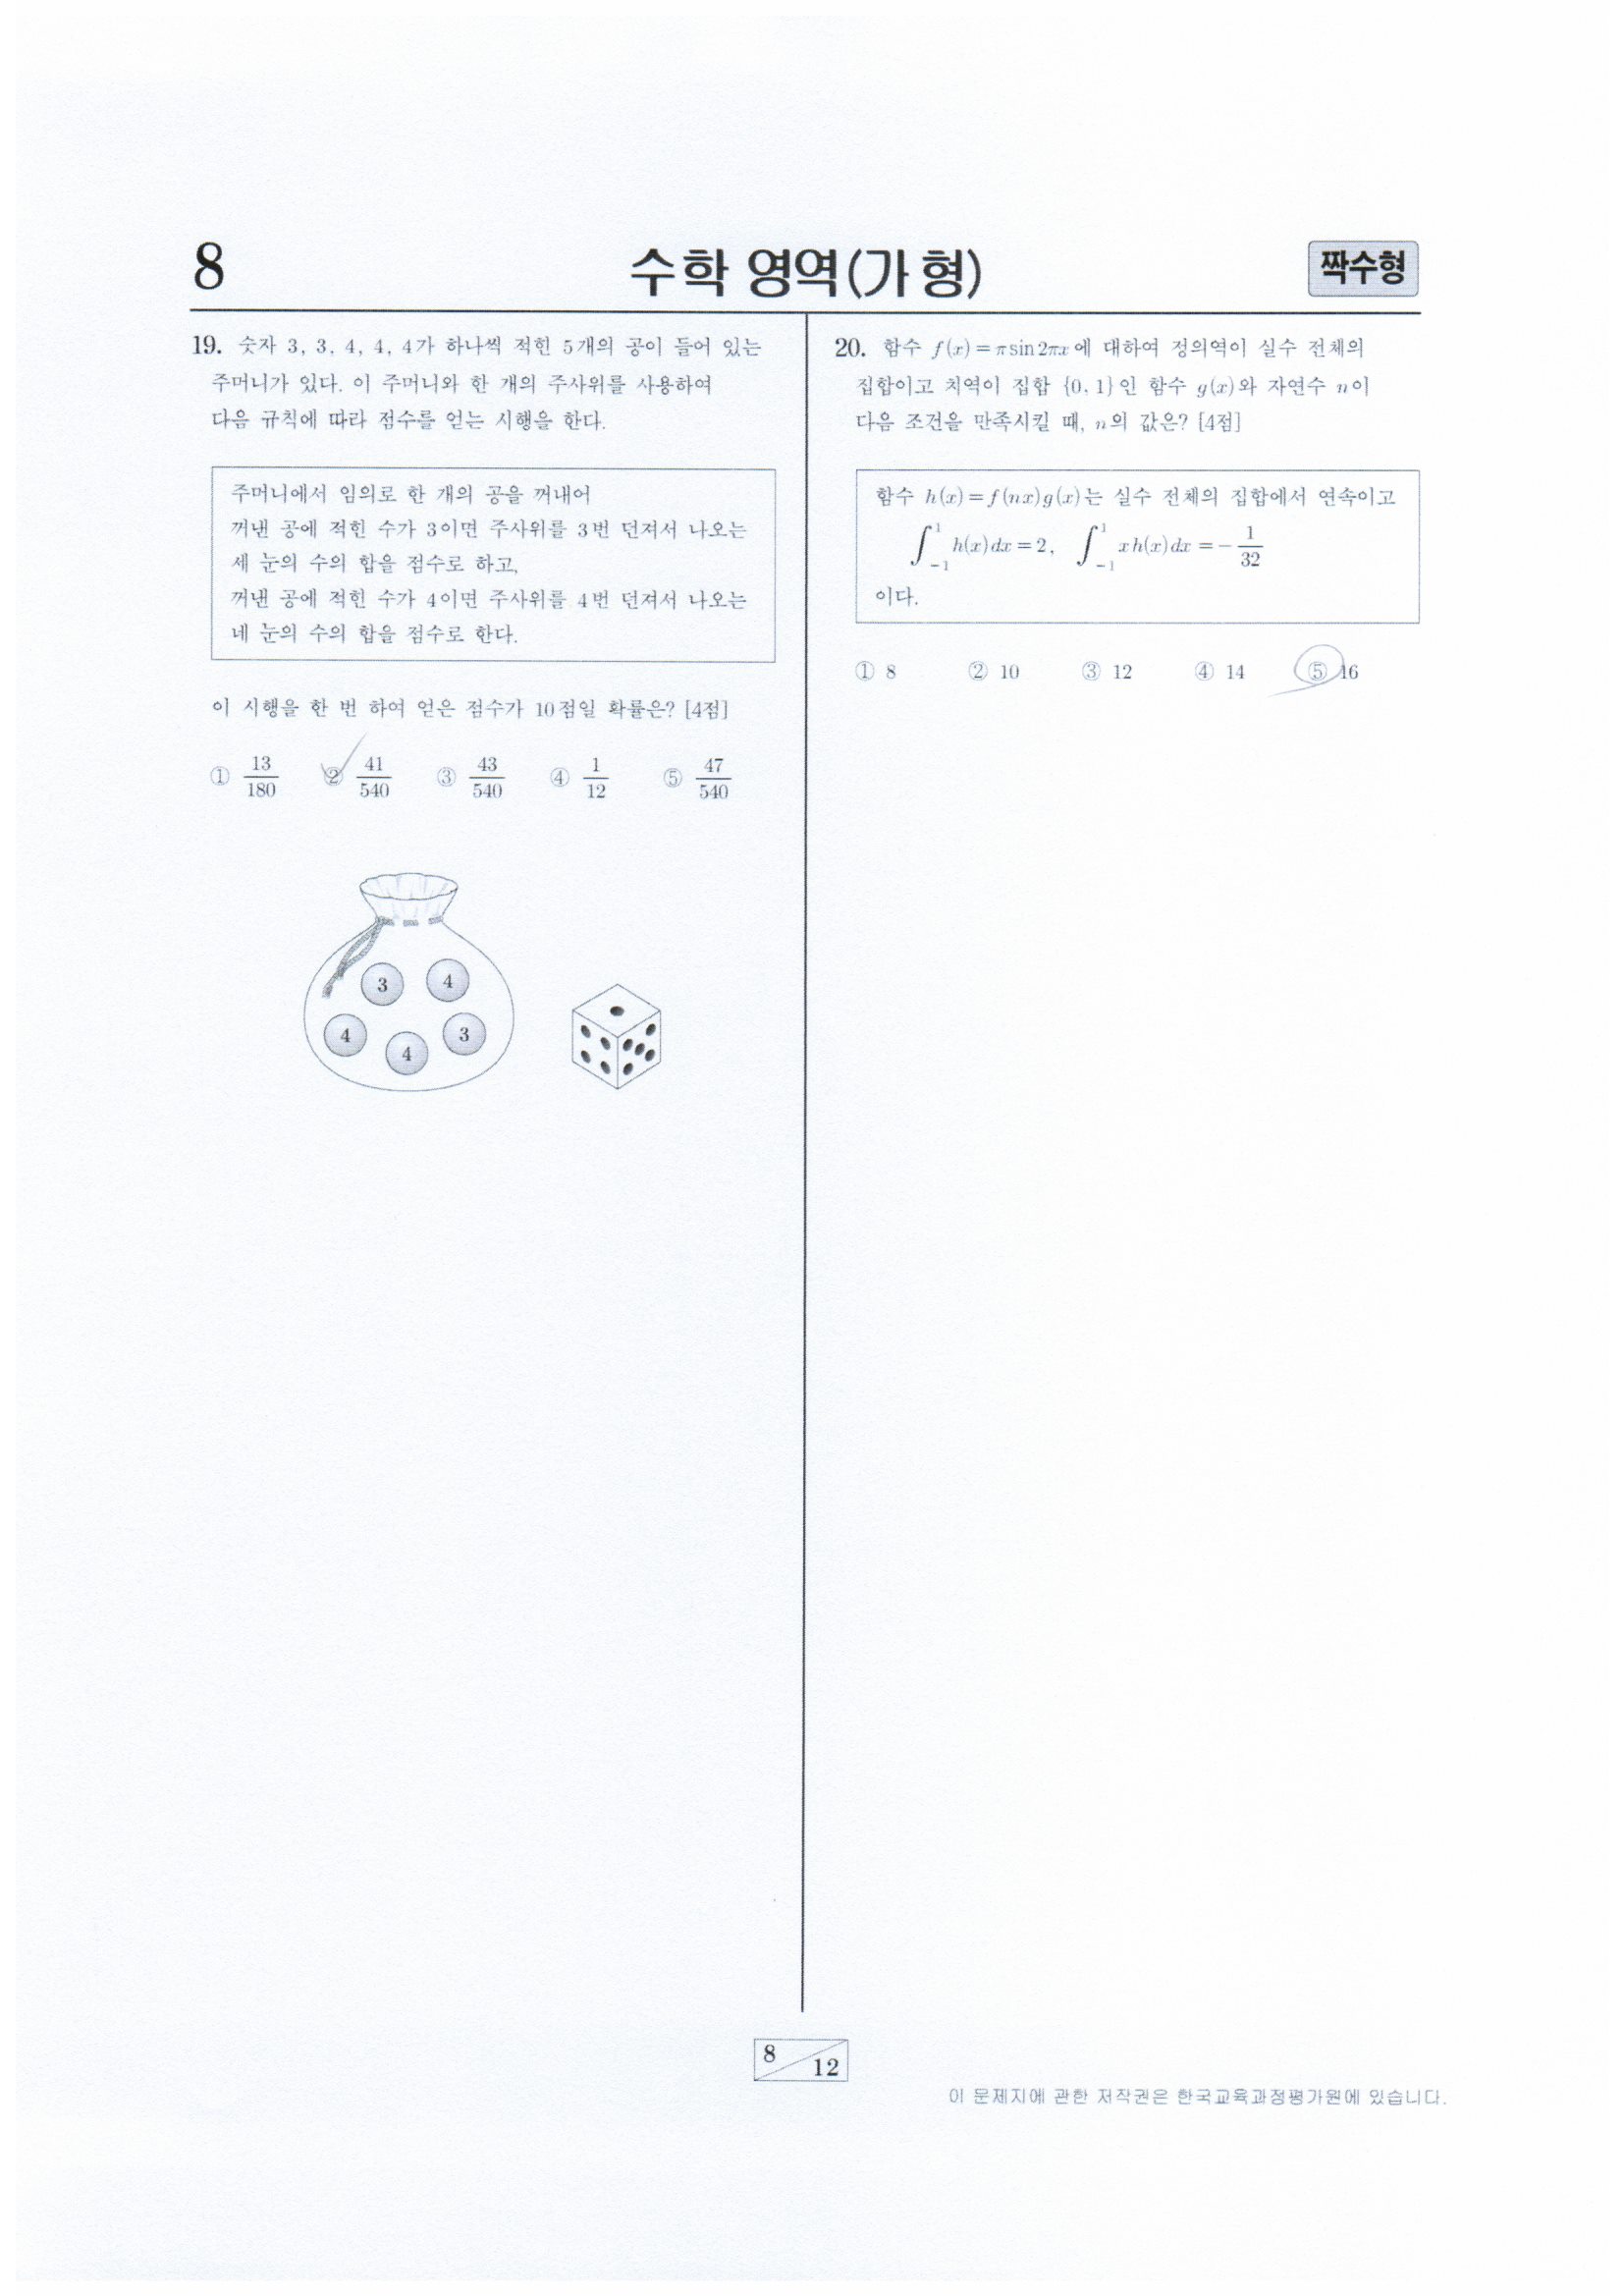 8
수학 영역(가형)
짝수형
19. 숫자 3, 3, 4, 4, 4가 하나씩 적힌 5개의 공이 들어 있는
주머니가 있다. 이 주머니와 한 개의 주사위를 사용하여
다음 규칙에 따라 점수를 얻는 시행을 한다.
주머니에서 임의로 한 개의 공을 꺼내어
꺼낸 공에 적힌 수가 3이면 주사위를 3번 던져서 나오는
세 눈의 수의 합을 점수로 하고,
꺼낸 공에 적힌 수가 4이면 주사위를 4번 던져서 나오는
네 눈의 수의 합을 점수로 한다.
이 시행을 한 번 하여 얻은 점수가 10점일 확률은? [4점]
① 13/180 ② 41/540 ③ 43/540 ④ 1/12 ⑤ 47/540
3 4
4 4 3
20. 함수 f(x)=πsin2πx에 대하여 정의역이 실수 전체의
집합이고 치역이 집합 {0, 1}인 함수 g(x)와 자연수 n이
다음 조건을 만족시킬 때, n의 값은? [4점]
함수 h(x)=f(nx)g(x)는 실수 전체의 집합에서 연속이고
∫_{-1}^{1} h(x)dx=2, ∫_{-1}^{1} xh(x)dx=-1/32
이다.
① 8 ② 10 ③ 12 ④ 14 ⑤ 16
8 12
이 문제지에 관한 저작권은 한국교육과정평가원에 있습니다.